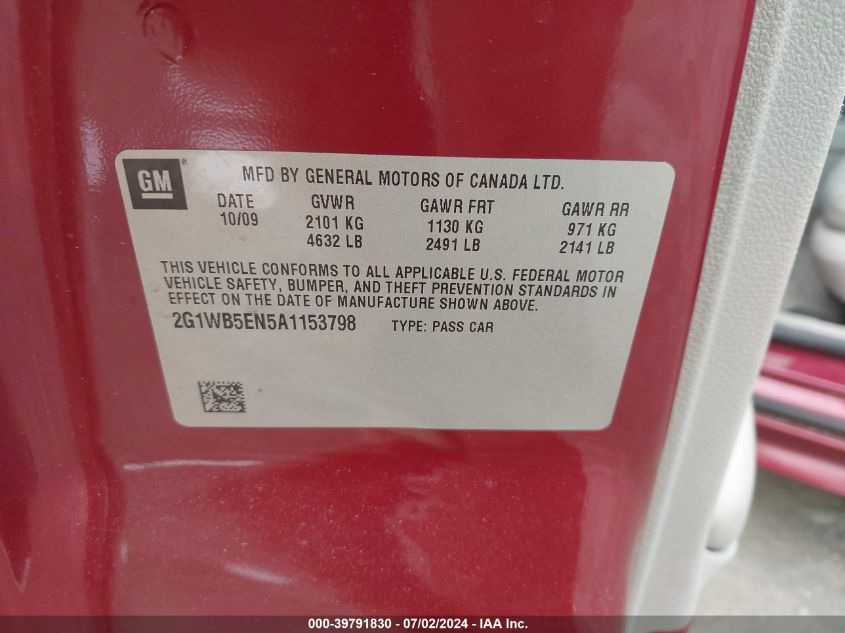 GM ® MFD BY GENERAL MOTORS OF CANADA LTD.
DATE GVWR GAWR FRT GAWR RR
10/09 2101 KG 1130 KG 971 KG
4632 LB 2491 LB 2141 LB
THIS VEHICLE CONFORMS TO ALL APPLICABLE U.S. FEDERAL MOTOR
VEHICLE SAFETY, BUMPER, AND THEFT PREVENTION STANDARDS IN
EFFECT ON THE DATE OF MANUFACTURE SHOWN ABOVE.
2G1WB5EN5A1153798 TYPE: PASS CAR
000-39791830 - 07/02/2024 - IAA Inc.